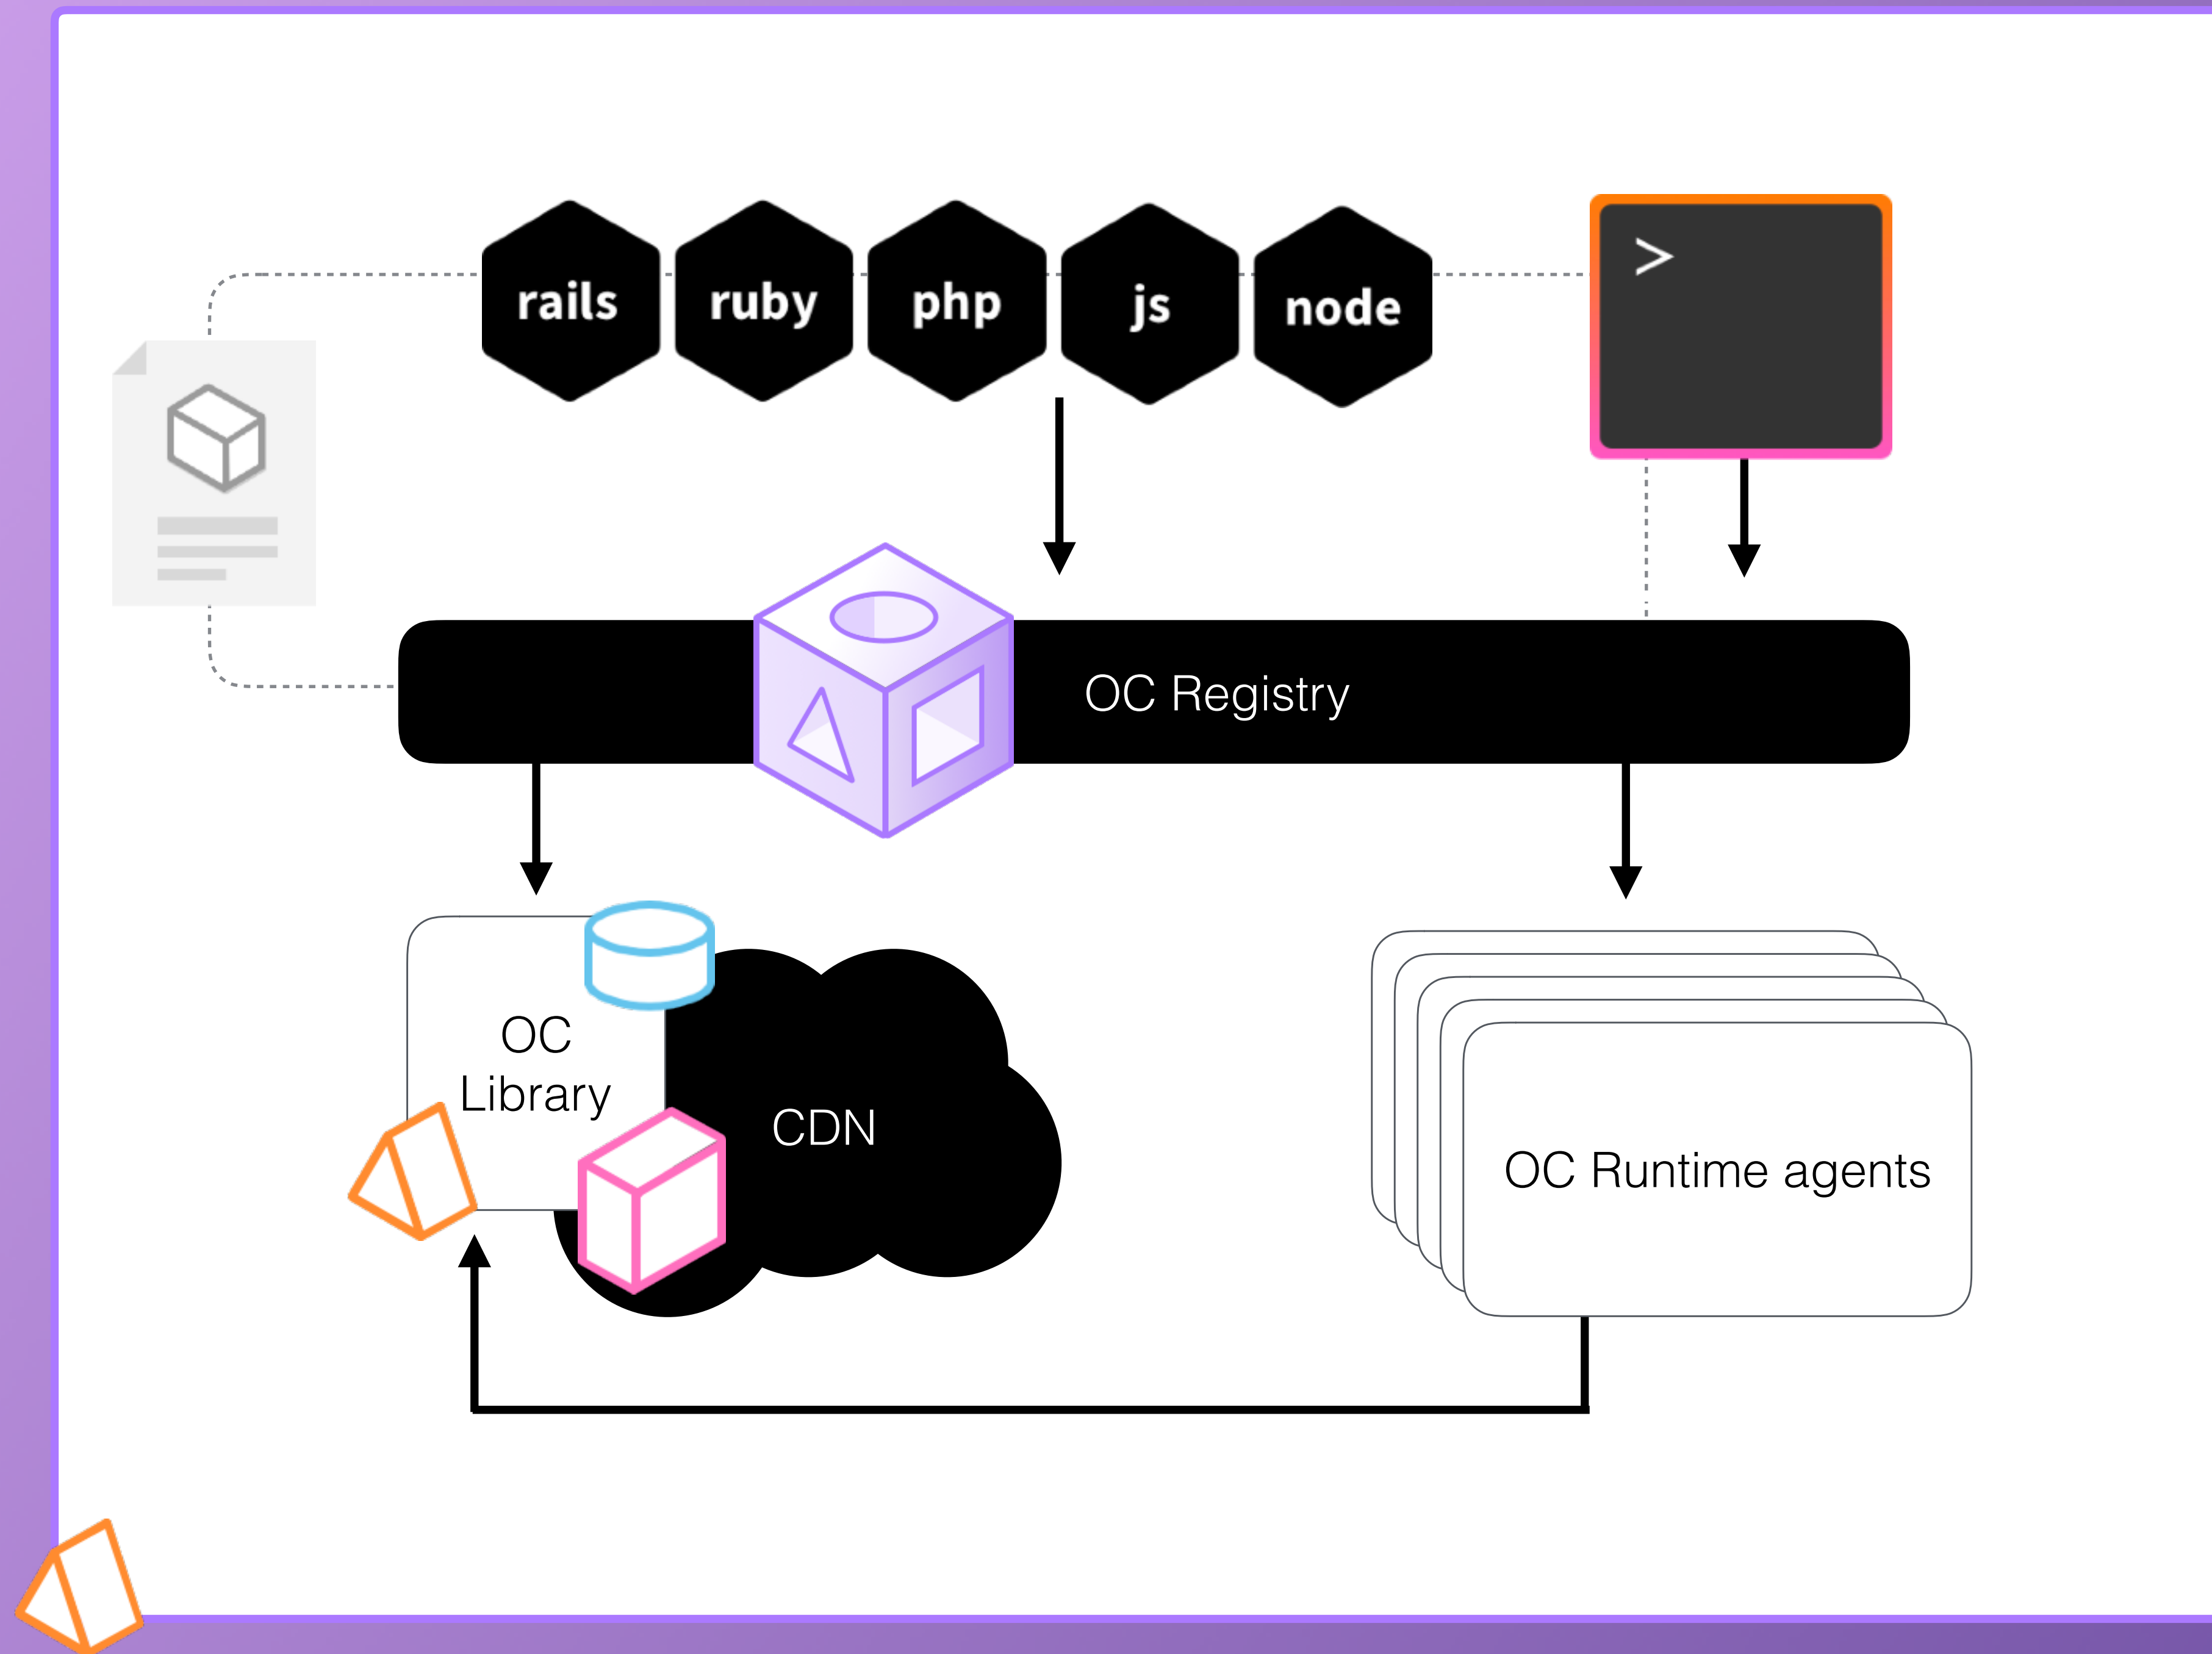 rails
ruby
php
js
node
>
OC Registry
OC
Library
CDN
OC Runtime agents